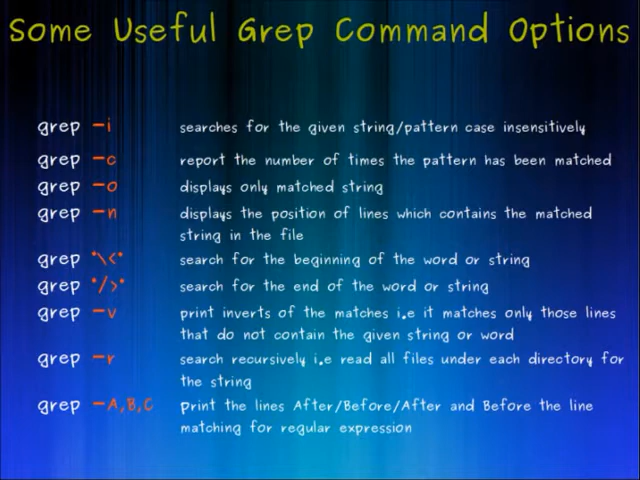 Some Useful Grep Command Options
grep -i searches for the given string/pattern case insensitively
grep -c report the number of times the pattern has been matched
grep -o displays only matched string
grep -n displays the position of lines which contains the matched
string in the file
grep '\<' search for the beginning of the word or string
grep '/>' search for the end of the word or string
grep -v print inverts of the matches i.e it matches only those lines
that do not contain the given string or word
grep -r search recursively i.e read all files under each directory for
the string
grep -A,B,C Print the lines After/Before/After and Before the line
matching for regular expression